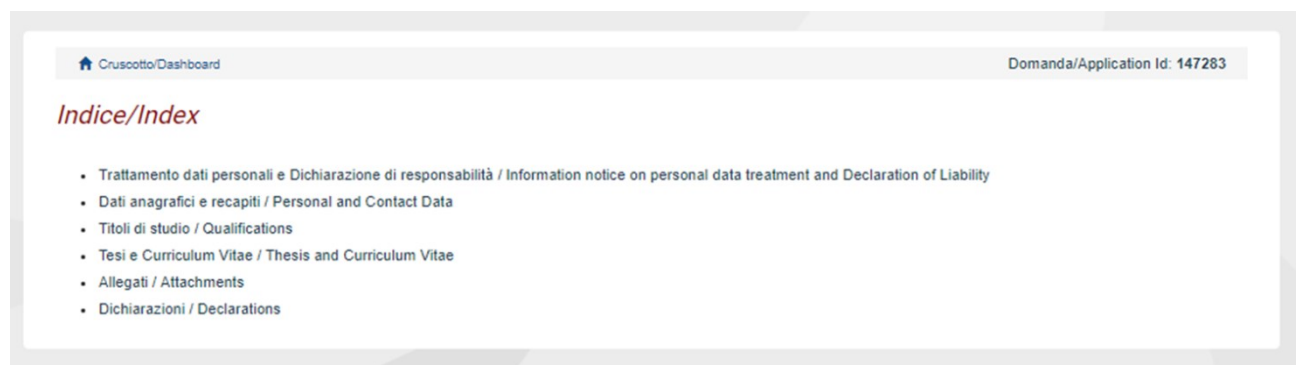 Cruscotto/Dashboard
Domanda/Application Id: 147283
Indice/Index
Trattamento dati personali e Dichiarazione di responsabilità / Information notice on personal data treatment and Declaration of Liability
Dati anagrafici e recapiti / Personal and Contact Data
Titoli di studio / Qualifications
Tesi e Curriculum Vitae / Thesis and Curriculum Vitae
Allegati / Attachments
Dichiarazioni / Declarations